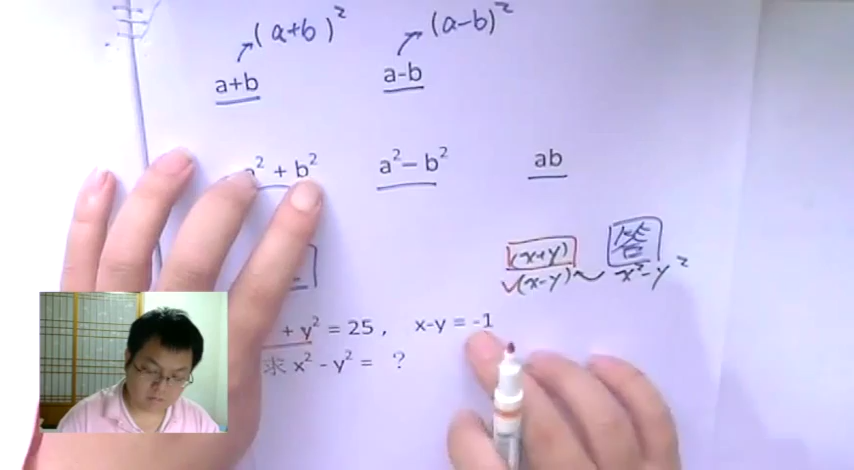 (a+b)² (a-b)²
a+b a-b
² + b² a² - b² ab
(x+y) 答
(x-y) x²-y²
+ y² = 25 , x-y = -1
求 x² - y² = ?